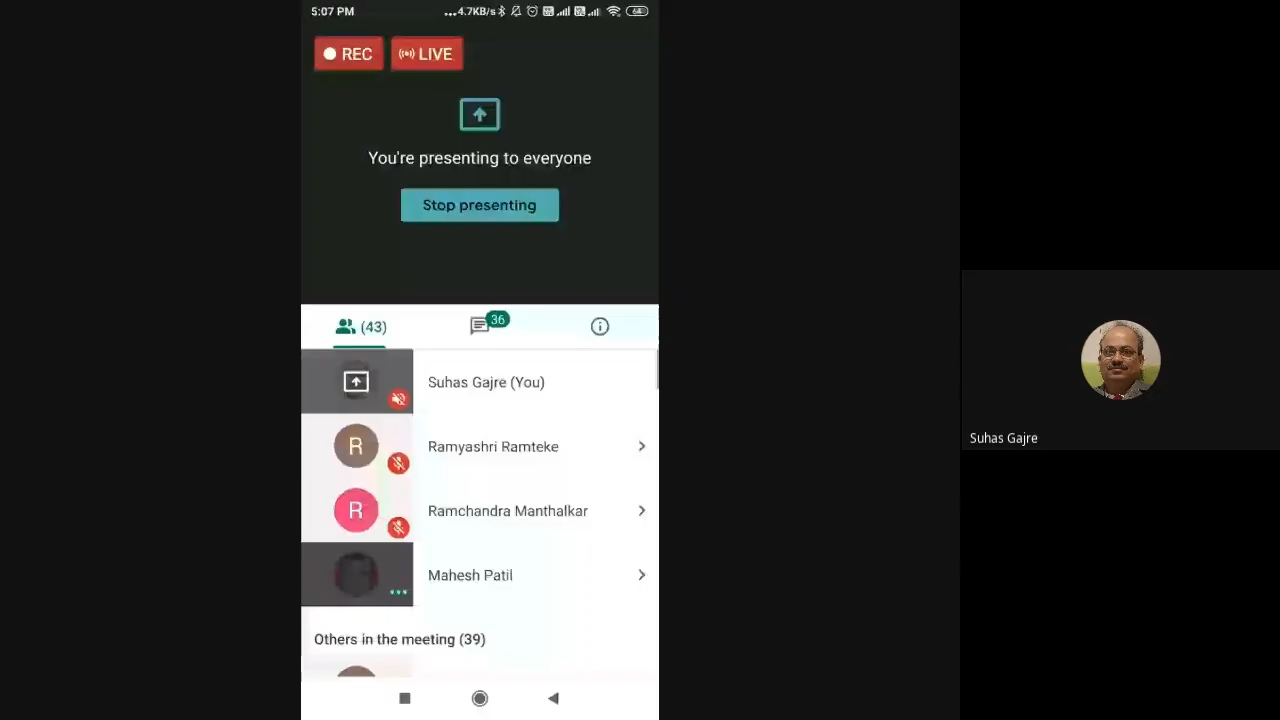 5:07 PM
...4.7KB/s
64
REC
LIVE
You're presenting to everyone
Stop presenting
(43)
36
Suhas Gajre (You)
R
Ramyashri Ramteke
R
Ramchandra Manthalkar
Mahesh Patil
Others in the meeting (39)
Suhas Gajre